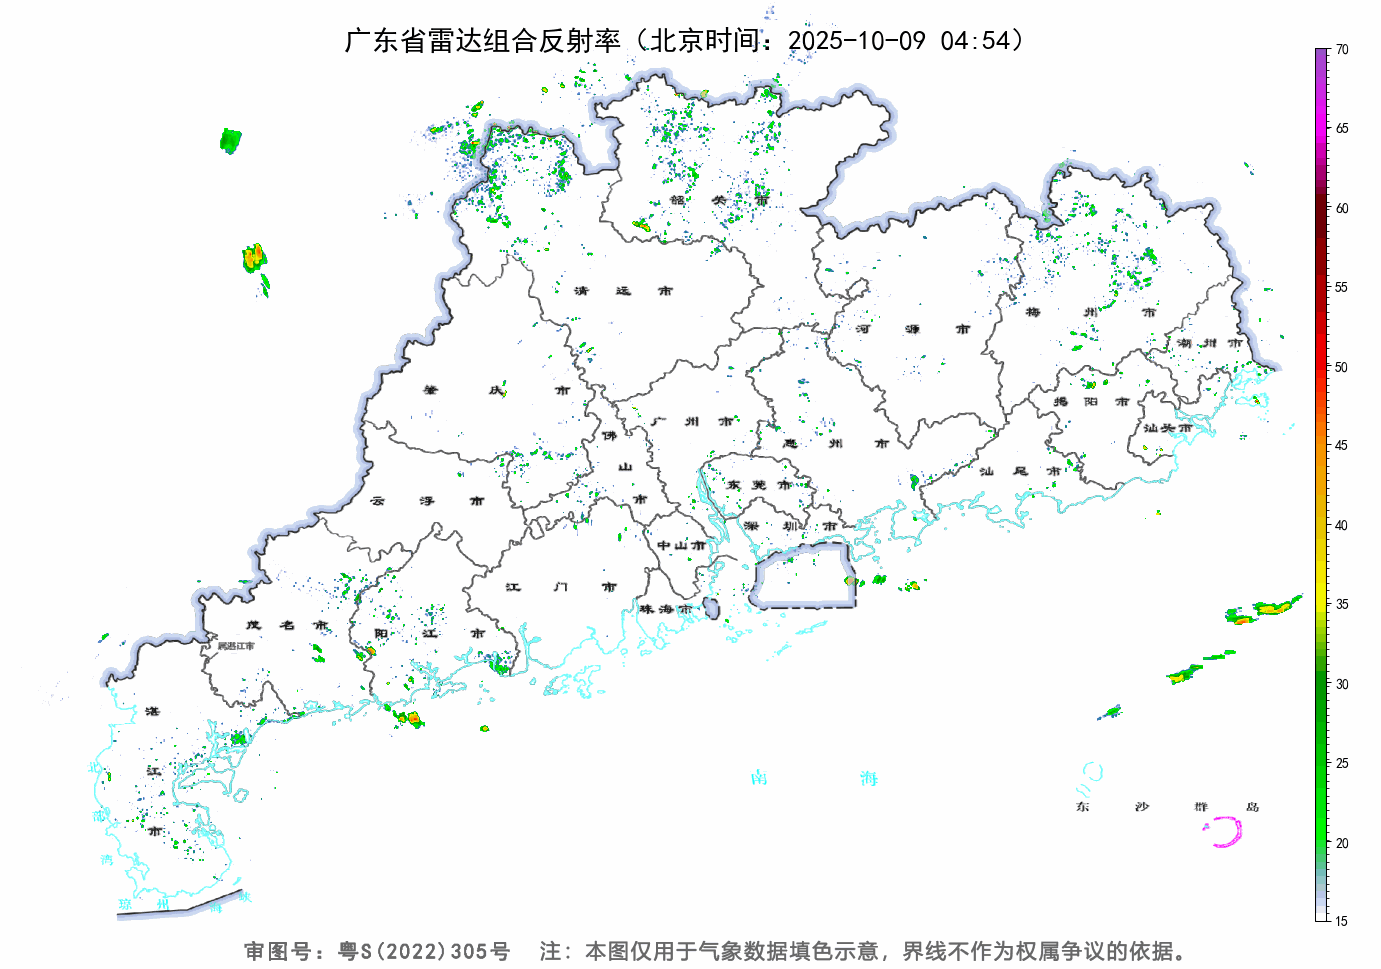 广东省雷达组合反射率（北京时间：2025-10-09 04:54）
70
65
60
55
50
45
40
35
30
25
20
15
韶 关 市
清 远 市
河 源 市
梅 州 市
潮 州 市
肇 庆 市
广 州 市
揭 阳 市
汕头市
佛 山 市
惠 州 市
云 浮 市
东 莞 市
汕 尾 市
深 圳 市
中山市
江 门 市
珠海市
茂 名 市
阳 江 市
属湛江市
湛 江 市
南 海
东 沙 群 岛
北 部 湾
琼 州 海 峡
审图号：粤S(2022)305号 注：本图仅用于气象数据填色示意，界线不作为权属争议的依据。